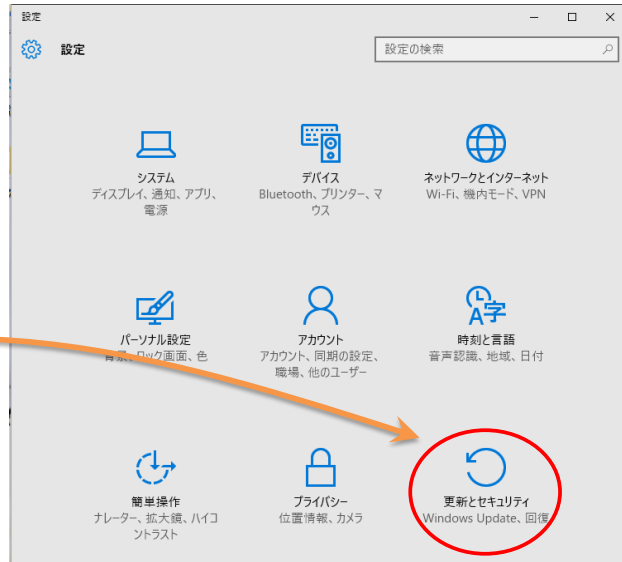 設定
設定
設定の検索
システム
ディスプレイ、通知、アプリ、
電源
デバイス
Bluetooth、プリンター、マ
ウス
ネットワークとインターネット
Wi-Fi、機内モード、VPN
パーソナル設定
背景、ロック画面、色
アカウント
アカウント、同期の設定、
職場、他のユーザー
時刻と言語
音声認識、地域、日付
簡単操作
ナレーター、拡大鏡、ハイコ
ントラスト
プライバシー
位置情報、カメラ
更新とセキュリティ
Windows Update、回復